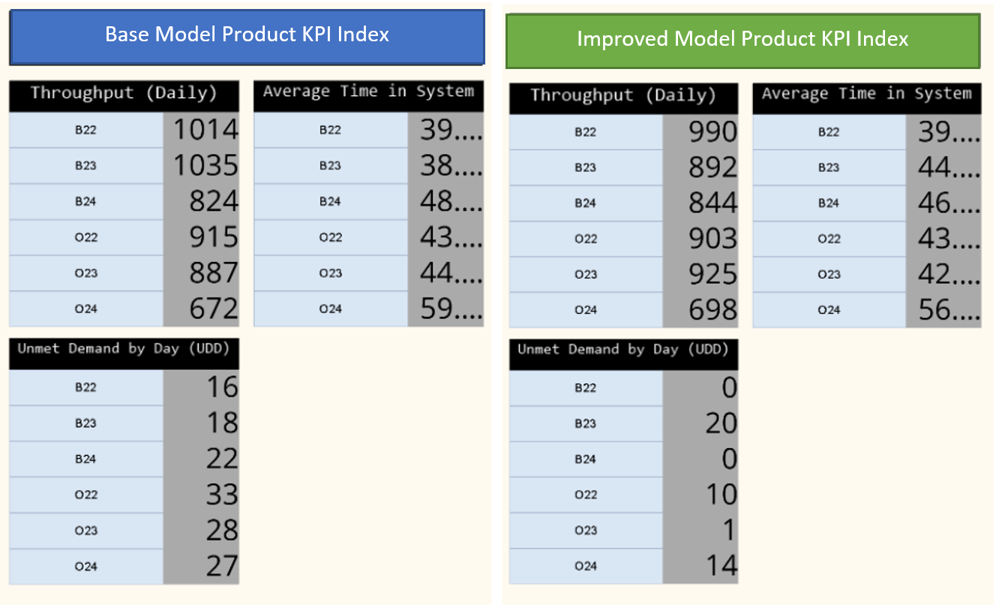 Base Model Product KPI Index
Throughput (Daily)
B22 1014
B23 1035
B24 824
O22 915
O23 887
O24 672
Average Time in System
B22 39....
B23 38....
B24 48....
O22 43....
O23 44....
O24 59....
Unmet Demand by Day (UDD)
B22 16
B23 18
B24 22
O22 33
O23 28
O24 27
Improved Model Product KPI Index
Throughput (Daily)
B22 990
B23 892
B24 844
O22 903
O23 925
O24 698
Average Time in System
B22 39....
B23 44....
B24 46....
O22 43....
O23 42....
O24 56....
Unmet Demand by Day (UDD)
B22 0
B23 20
B24 0
O22 10
O23 1
O24 14